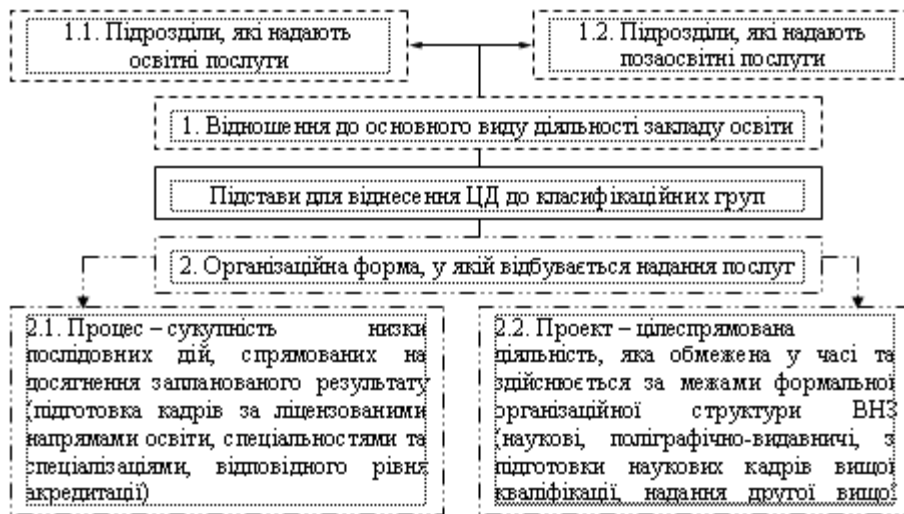 1.1. Підрозділи, які надають
освітні послуги
1.2. Підрозділи, які надають
позаосвітні послуги
1. Відношення до основного виду діяльності закладу освіти
Підстави для віднесення ЦД до класифікаційних груп
2. Організаційна форма, у якій відбувається надання послуг
2.1. Процес – сукупність низки
послідовних дій, спрямованих на
досягнення запланованого результату
(підготовка кадрів за ліцензованими
напрямами освіти, спеціальностями та
спеціалізаціями, відповідного рівня
акредитації)
2.2. Проект – цілеспрямована
діяльність, яка обмежена у часі та
здійснюється за межами формальної
організаційної структури ВНЗ
(наукові, поліграфічно-видавничі, з
підготовки наукових кадрів вищої
кваліфікації, надання другої вищої